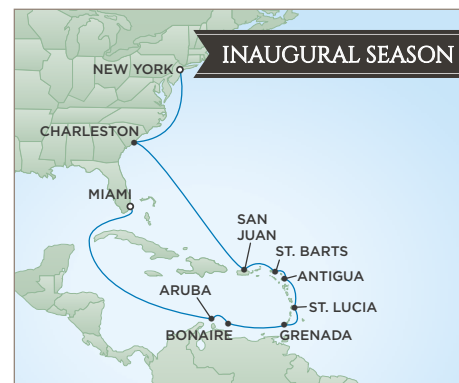 INAUGURAL SEASON
NEW YORK
CHARLESTON
MIAMI
SAN
JUAN
ST. BARTS
ANTIGUA
ARUBA
ST. LUCIA
BONAIRE
GRENADA